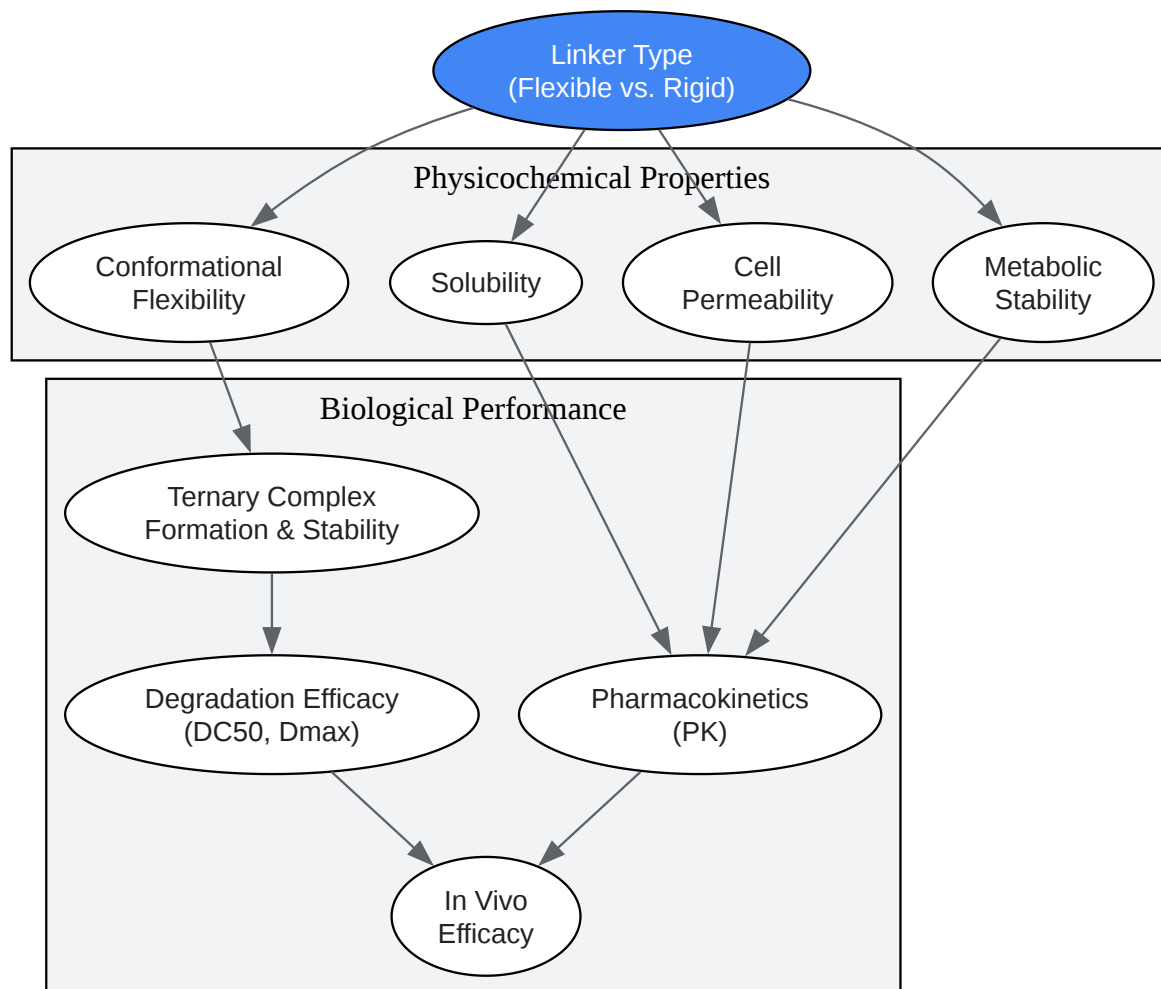 Linker Type
(Flexible vs. Rigid)
Physicochemical Properties
Conformational
Flexibility
Solubility
Cell
Permeability
Metabolic
Stability
Biological Performance
Ternary Complex
Formation & Stability
Degradation Efficacy
(DC50, Dmax)
Pharmacokinetics
(PK)
In Vivo
Efficacy